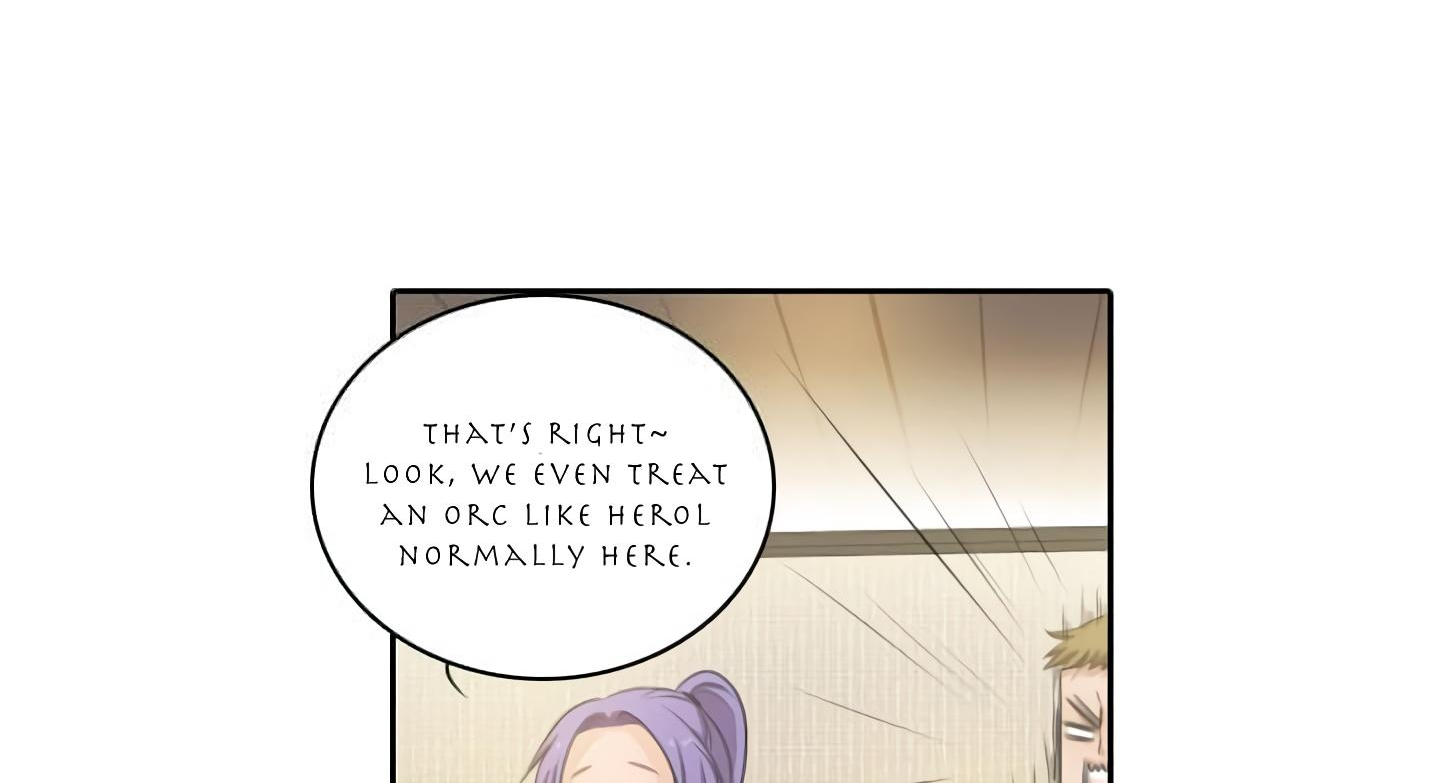 THAT'S RIGHT~
LOOK, WE EVEN TREAT
AN ORC LIKE HEROL
NORMALLY HERE.